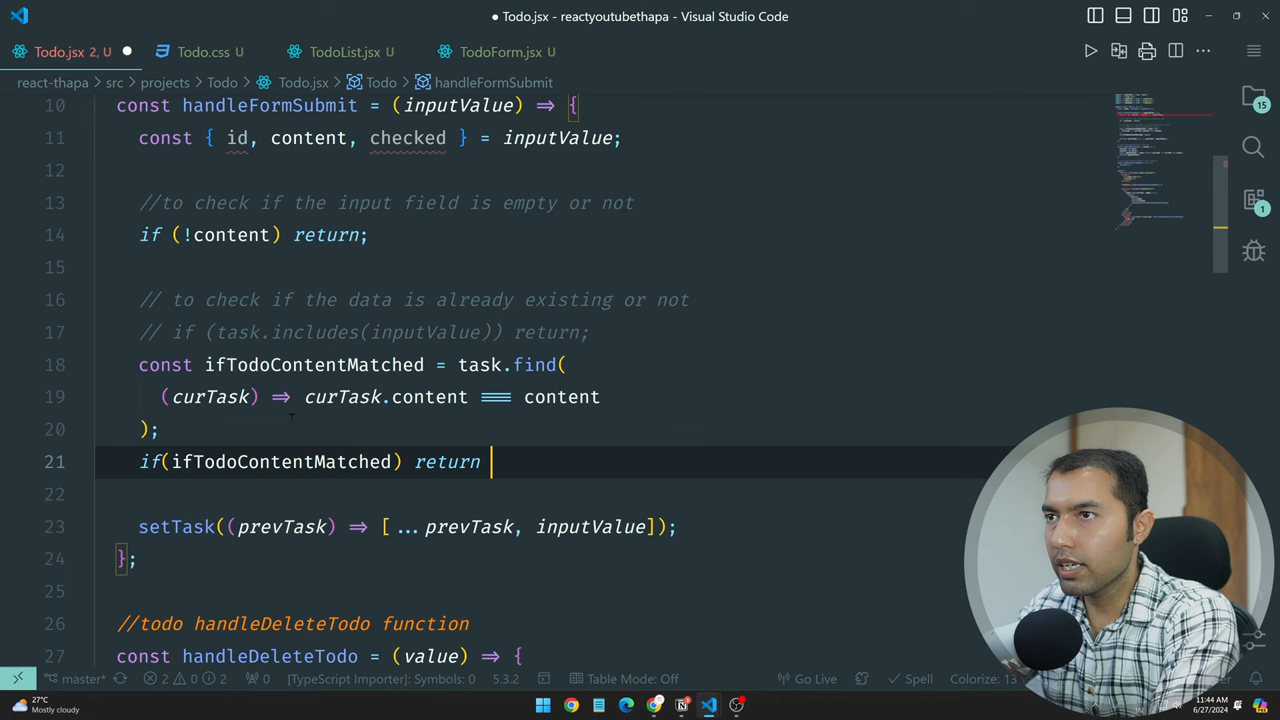 Todo.jsx - reactyoutubethapa - Visual Studio Code
Todo.jsx 2, U
Todo.css U
TodoList.jsx U
TodoForm.jsx U
react-thapa > src > projects > Todo > Todo.jsx > Todo > handleFormSubmit
10 const handleFormSubmit = (inputValue) => {
11 const { id, content, checked } = inputValue;
12
13 //to check if the input field is empty or not
14 if (!content) return;
15
16 // to check if the data is already existing or not
17 // if (task.includes(inputValue)) return;
18 const ifTodoContentMatched = task.find(
19 (curTask) => curTask.content === content
20 );
21 if(ifTodoContentMatched) return
22
23 setTask((prevTask) => [...prevTask, inputValue]);
24 };
25
26 //todo handleDeleteTodo function
27 const handleDeleteTodo = (value) => {
15
1
master* 2 0 2 0 [TypeScript Importer]: Symbols: 0 5.3.2 Table Mode: Off Go Live Spell Colorize: 13
27°C
Mostly cloudy
11:44 AM
6/27/2024